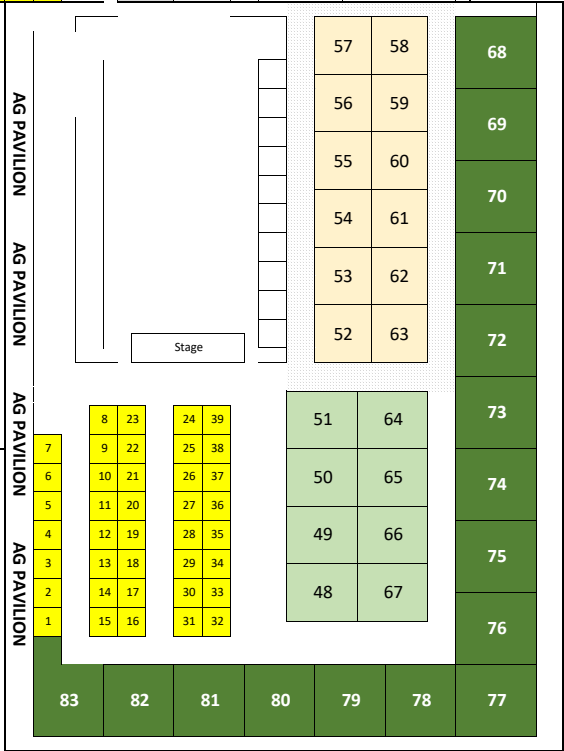 57 58 68
56 59 69
AG PAVILION
55 60 70
54 61 71
AG PAVILION
53 62
52 63 72
Stage
AG PAVILION
8 23 24 39 51 64 73
7 9 22 25 38
6 10 21 26 37 50 65 74
5 11 20 27 36
4 12 19 28 35 49 66 75
AG PAVILION
3 13 18 29 34
2 14 17 30 33 48 67
1 15 16 31 32 76
83 82 81 80 79 78 77